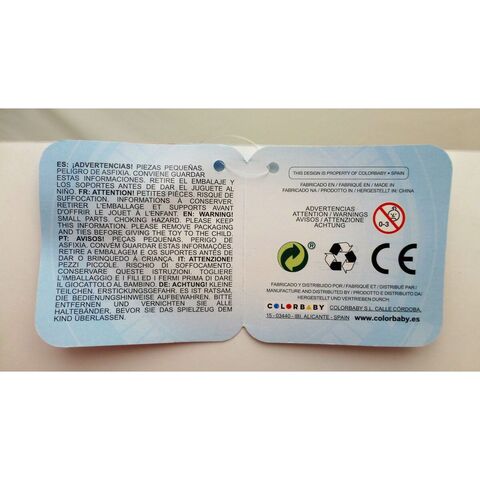 ES: ¡ADVERTENCIAS! PIEZAS PEQUEÑAS.
PELIGRO DE ASFIXIA, CONVIENE GUARDAR
ESTAS INFORMACIONES. RETIRE EL EMBALAJE Y
LOS SOPORTES ANTES DE DAR EL JUGUETE AL
NIÑO. FR: ATTENTION! PETITES PIÈCES. RISQUE DE
SUFFOCATION. INFORMATIONS À CONSERVER.
RETIRER L'EMBALLAGE ET SUPPORTS AVANT
D'OFFRIR LE JOUET À L'ENFANT. EN: WARNING!
SMALL PARTS. CHOKING HAZARD. PLEASE KEEP
THIS INFORMATION. PLEASE REMOVE PACKAGING
AND TIES BEFORE GIVING THE TOY TO THE CHILD.
PT: AVISOS! PEÇAS PEQUENAS. PERIGO DE
ASFIXIA, CONVEM GUARDAR ESTAS INFORMAÇÕES.
RETIRE A EMBALAGEM E OS SUPORTES ANTES DE
DAR O BRINQUEDO À CRIANÇA. IT: ATTENZIONE!
PEZZI PICCOLE. RISCHIO DI SOFFOCAMENTO.
CONSERVARE QUESTA ISTRUZIONI. TOGLIERE
L'IMBALLAGGIO E I FILI ED I FERMI PRIMA DI DARE
IL GIOCATTOLO AL BAMBINO. DE: ACHTUNG! KLEINE
TEILCHEN. ERSTICKUNGSGEFAHR. ES IST RATSAM,
DIE BEDIENUNGSHINWEISE AUFBEWAHREN. BITTE
ENTFERNEN UND VERNICHTEN SIE ALLE
HALTEBÄNDER, BEVOR SIE DAS SPIELZEUG DEM
KIND ÜBERLASSEN.
THIS DESIGN IS PROPERTY OF COLORBABY • SPAIN
FABRICADO EN / FABRIQUÉ EN / MADE IN
FABRICADO NA / PRODOTTO IN / HERGESTELLT IN: CHINA
ADVERTENCIAS
ATTENTION / WARNINGS
AVISOS / ATTENZIONE
ACHTUNG
0-3
CE
FABRICADO Y DISTRIBUIDO POR / FABRIQUÉ ET / DISTRIBUÉ PAR /
MANUFACTURE AND DISTRIBUTED BY / PRODOTTO E DISTRIBUITO DA/
HERGESTELLT UND VERTRIEBEN DURCH
COLORBABY COLORBABY S.L. CALLE CÓRDOBA,
15 - 03440 - IBI, ALICANTE - SPAIN www.colorbaby.es